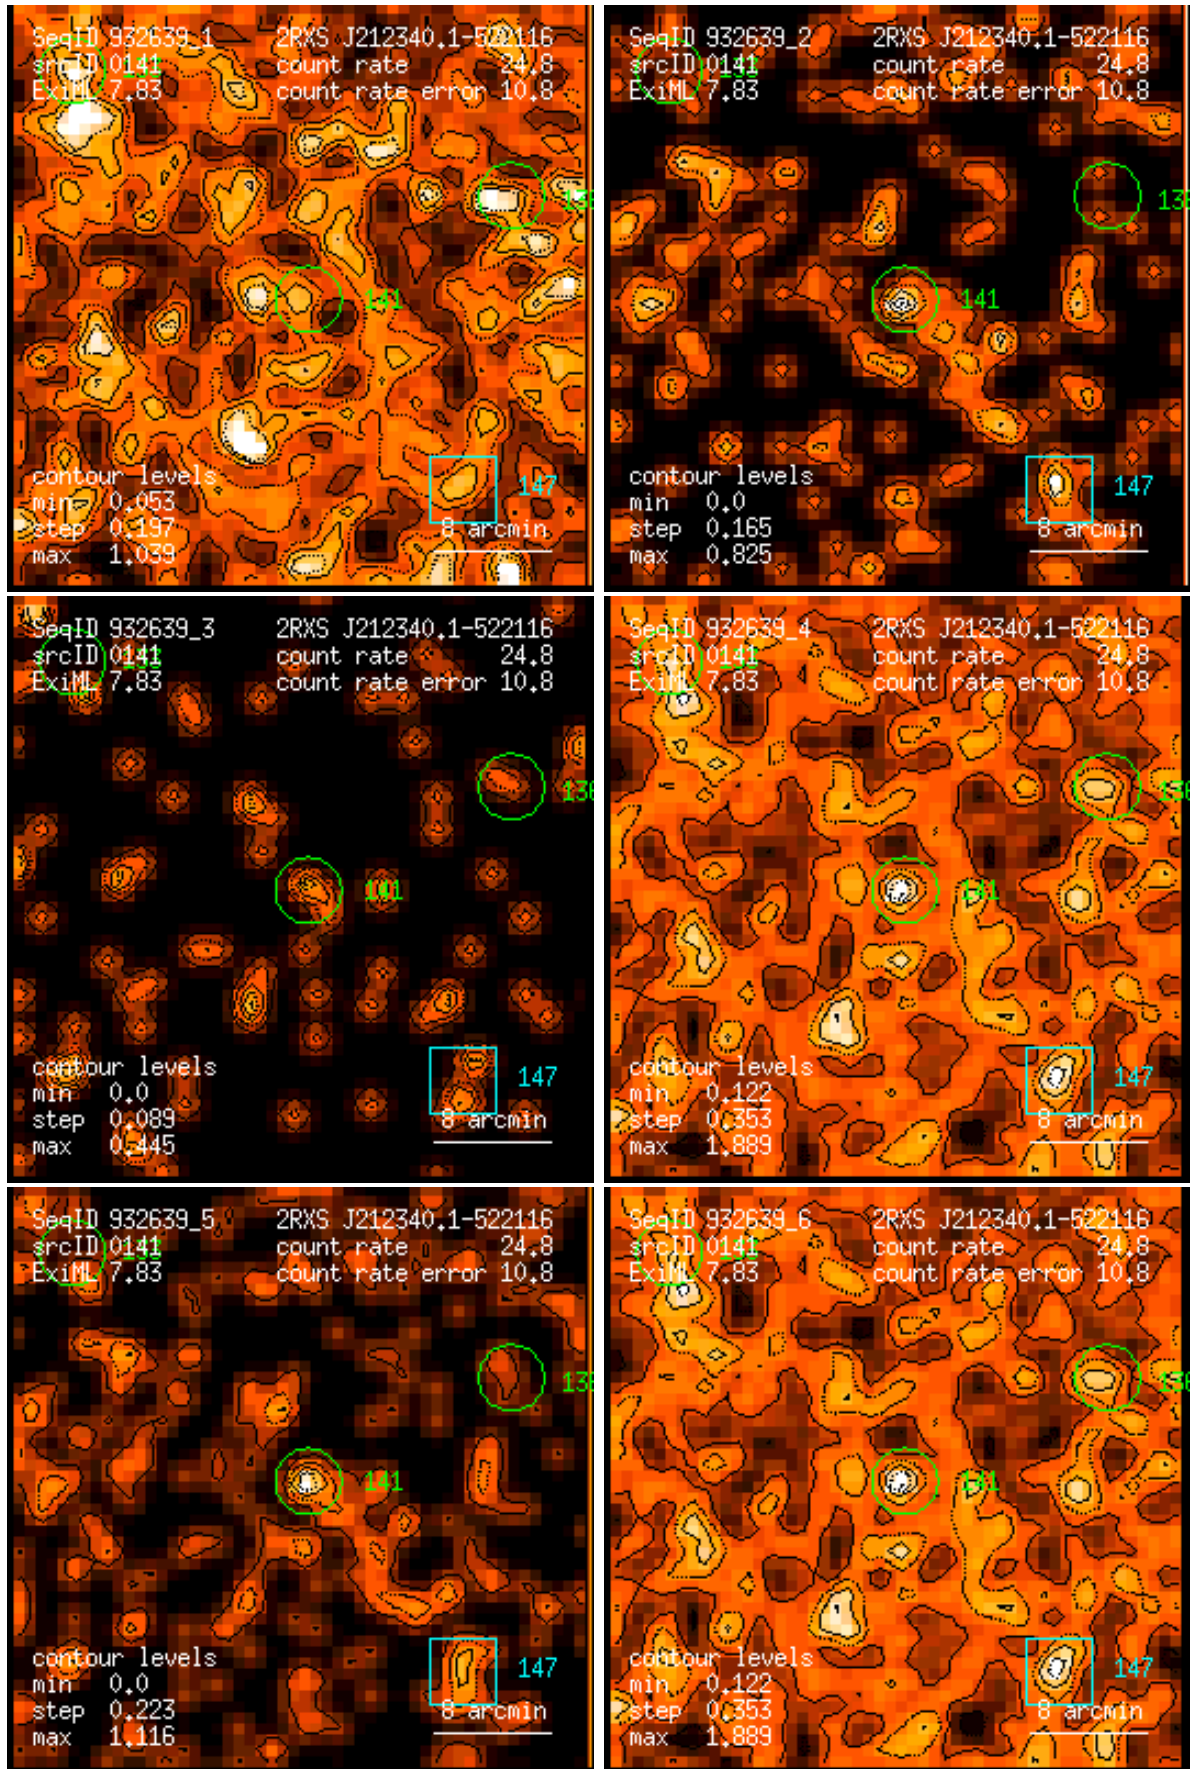 SeqID 932639_1 2RXS J212340.1-522116
srcID 0141 count rate 24.8
ExiML 7.83 count rate error 10.8
141
147
contour levels
min 0.053
step 0.197
max 1.039
8 arcmin
SeqID 932639_2 2RXS J212340.1-522116
srcID 0141 count rate 24.8
ExiML 7.83 count rate error 10.8
141
147
contour levels
min 0.0
step 0.165
max 0.825
8 arcmin
SeqID 932639_3 2RXS J212340.1-522116
srcID 0141 count rate 24.8
ExiML 7.83 count rate error 10.8
136
141
147
contour levels
min 0.0
step 0.089
max 0.445
8 arcmin
SeqID 932639_4 2RXS J212340.1-522116
srcID 0141 count rate 24.8
ExiML 7.83 count rate error 10.8
136
141
147
contour levels
min 0.122
step 0.353
max 1.889
8 arcmin
SeqID 932639_5 2RXS J212340.1-522116
srcID 0141 count rate 24.8
ExiML 7.83 count rate error 10.8
136
141
147
contour levels
min 0.0
step 0.223
max 1.116
8 arcmin
SeqID 932639_6 2RXS J212340.1-522116
srcID 0141 count rate 24.8
ExiML 7.83 count rate error 10.8
136
141
147
contour levels
min 0.122
step 0.353
max 1.889
8 arcmin